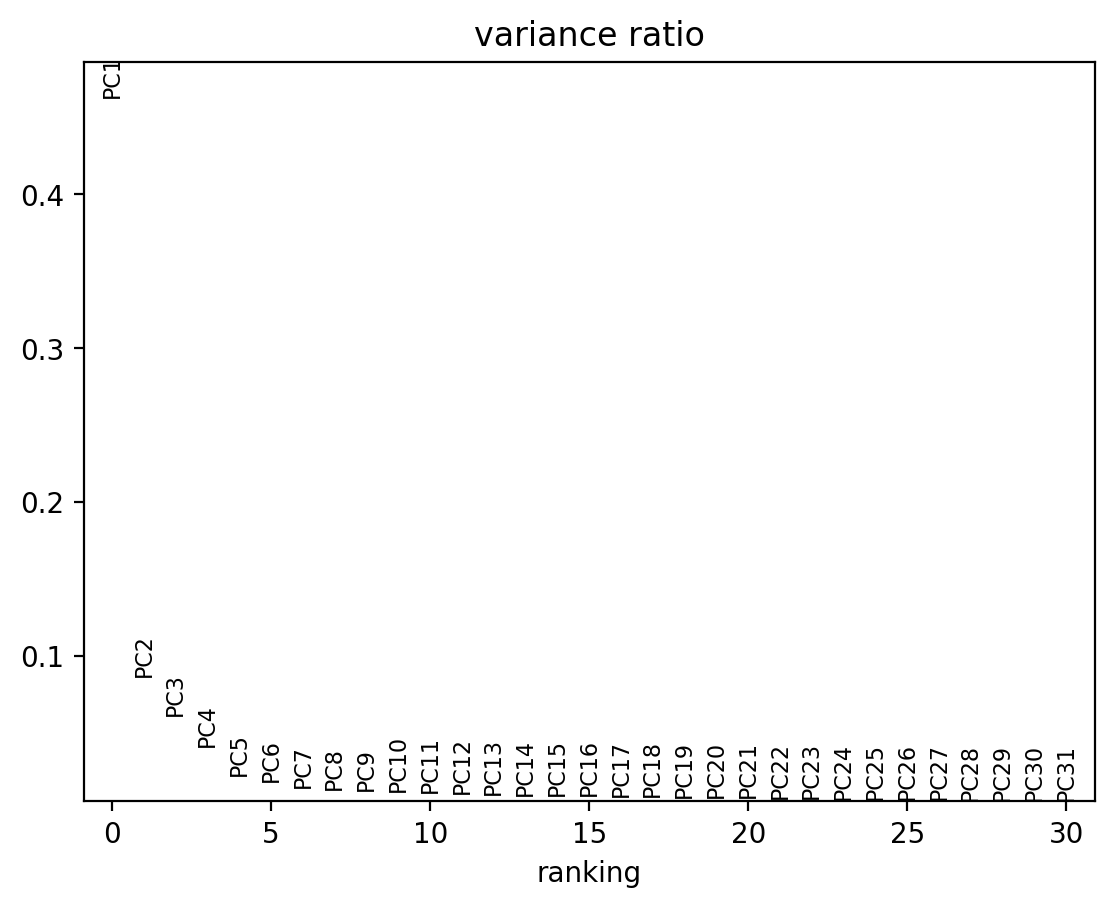 variance ratio
0.4
0.3
0.2
0.1
PC1
PC2
PC3
PC4
PC5
PC6
PC7
PC8
PC9
PC10
PC11
PC12
PC13
PC14
PC15
PC16
PC17
PC18
PC19
PC20
PC21
PC22
PC23
PC24
PC25
PC26
PC27
PC28
PC29
PC30
PC31
0 5 10 15 20 25 30
ranking